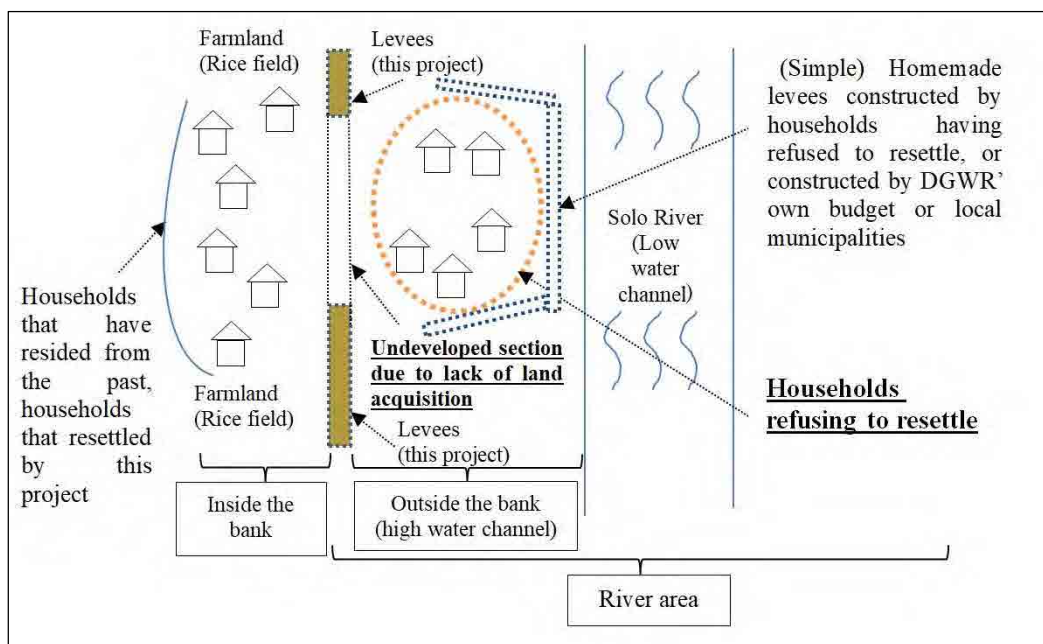 Farmland
(Rice field)
Levees
(this project)
(Simple) Homemade
levees constructed by
households having
refused to resettle, or
constructed by DGWR’
own budget or local
municipalities
Solo River
(Low
water
channel)
Households
that have
resided from
the past,
households
that resettled
by this
project
Undeveloped section
due to lack of land
acquisition
Households
refusing to resettle
Farmland
(Rice field)
Levees
(this project)
Inside the
bank
Outside the bank
(high water channel)
River area